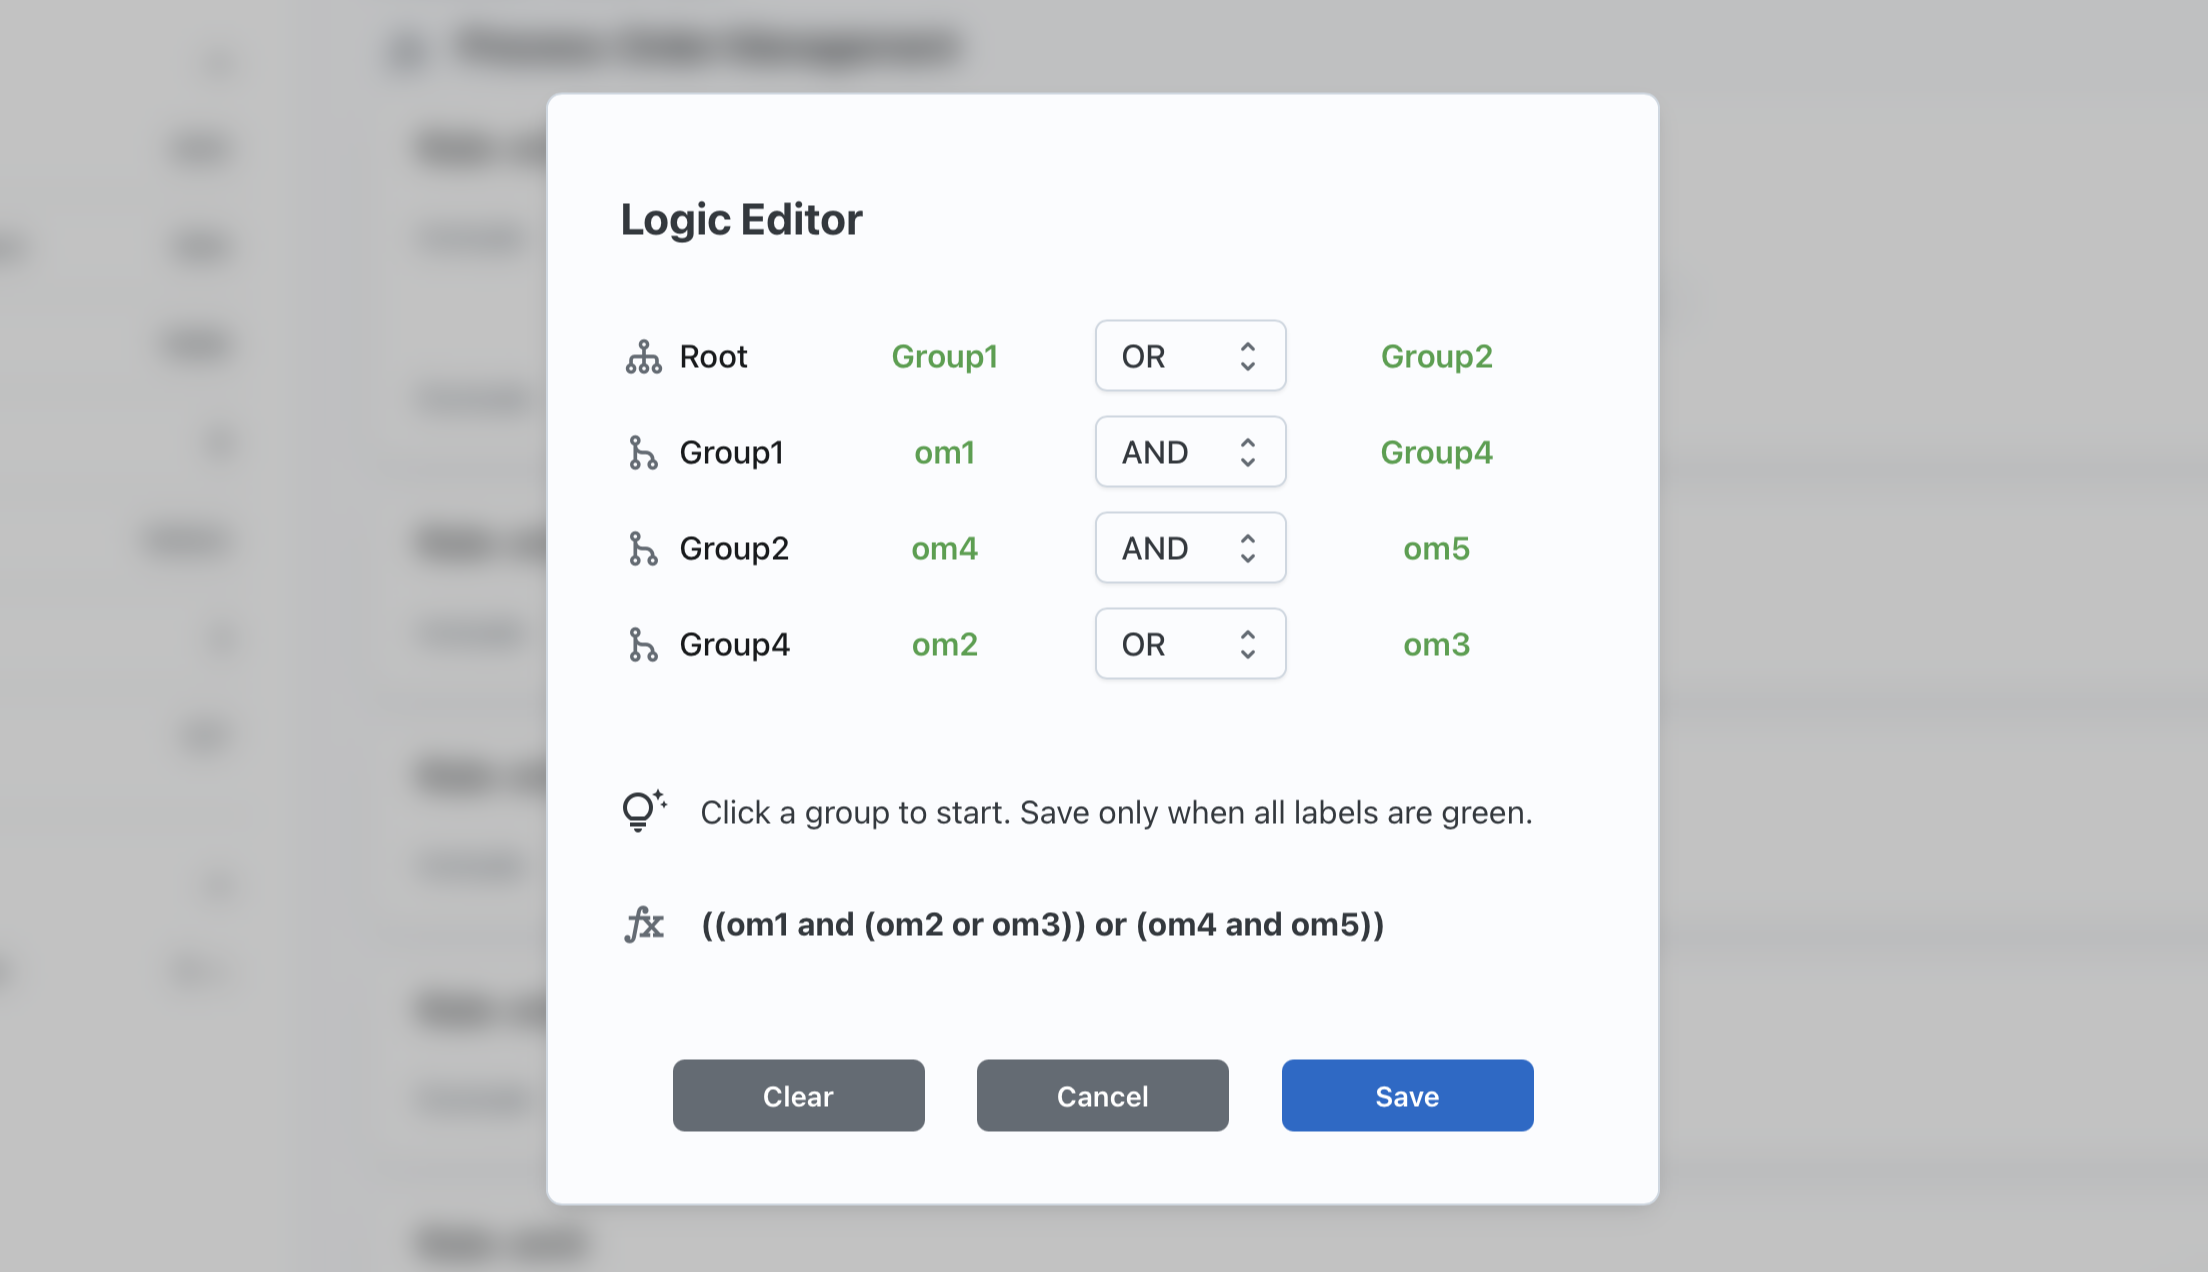 Logic Editor
Root Group1 OR Group2
Group1 om1 AND Group4
Group2 om4 AND om5
Group4 om2 OR om3
Click a group to start. Save only when all labels are green.
fx ((om1 and (om2 or om3)) or (om4 and om5))
Clear Cancel Save